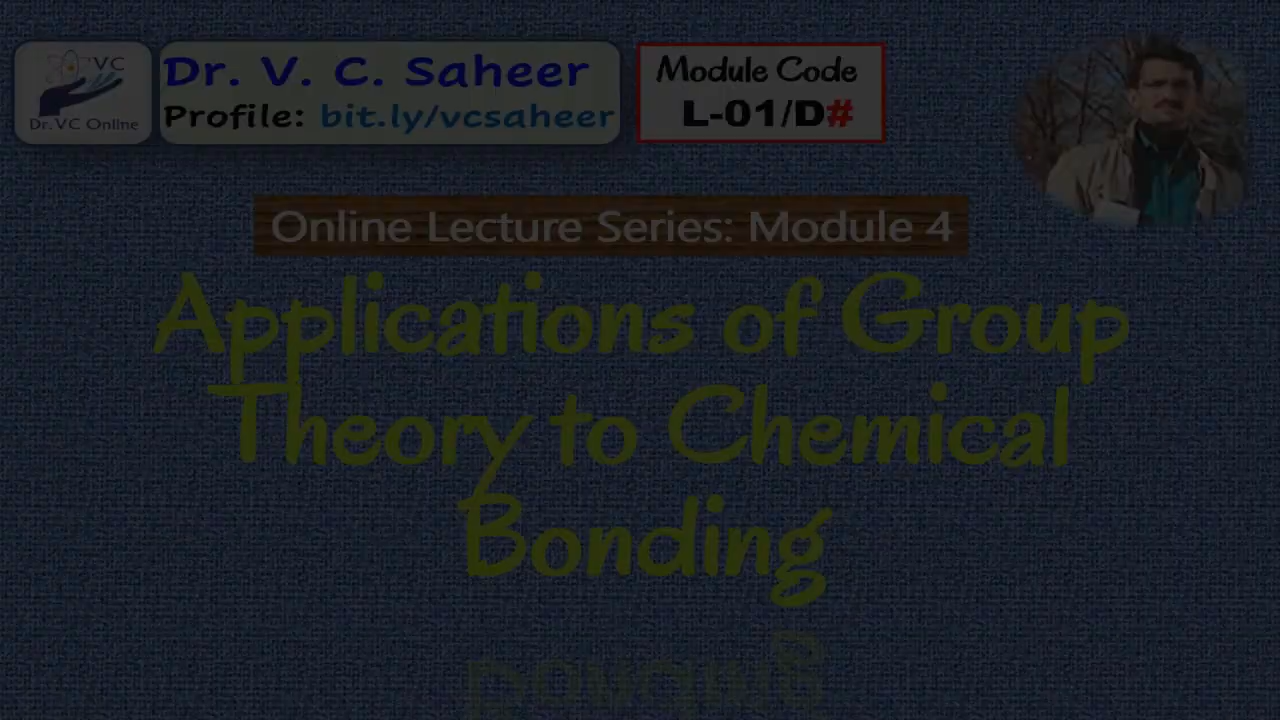 VC
Dr. VC Online
Dr. V. C. Saheer
Profile: bit.ly/vcsaheer
Module Code
L-01/D#
Online Lecture Series: Module 4
Applications of Group
Theory to Chemical
Bonding